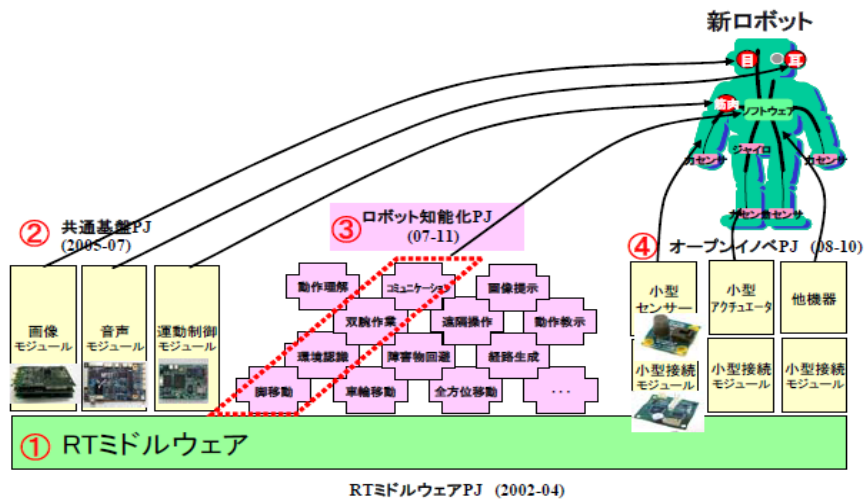 新ロボット
目
耳
筋肉
ソフトウェア
ジャイロ
力センサ
力センサ
力センサ
センサ
② 共通基盤PJ
(2005-07)
③ ロボット知能化PJ
(07-11)
④ オープンイノベPJ (08-10)
画像
モジュール
音声
モジュール
運動制御
モジュール
動作理解
コミュニケーション
画像提示
双腕作業
遠隔操作
動作教示
環境認識
障害物回避
経路生成
脚移動
車輪移動
全方位移動
・・・
小型
センサー
小型
アクチュエータ
他機器
小型接続
モジュール
小型接続
モジュール
小型接続
モジュール
① RTミドルウェア
RTミドルウェアPJ (2002-04)